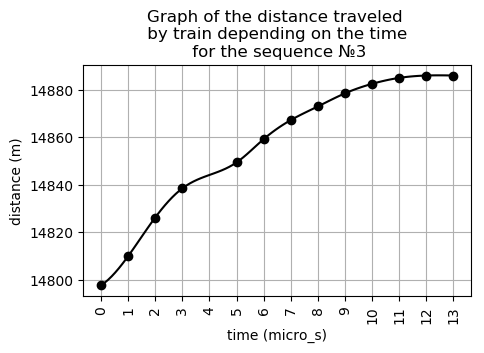 Graph of the distance traveled
by train depending on the time
for the sequence №3
distance (m)
14880
14860
14840
14820
14800
0 1 2 3 4 5 6 7 8 9 10 11 12 13
time (micro_s)